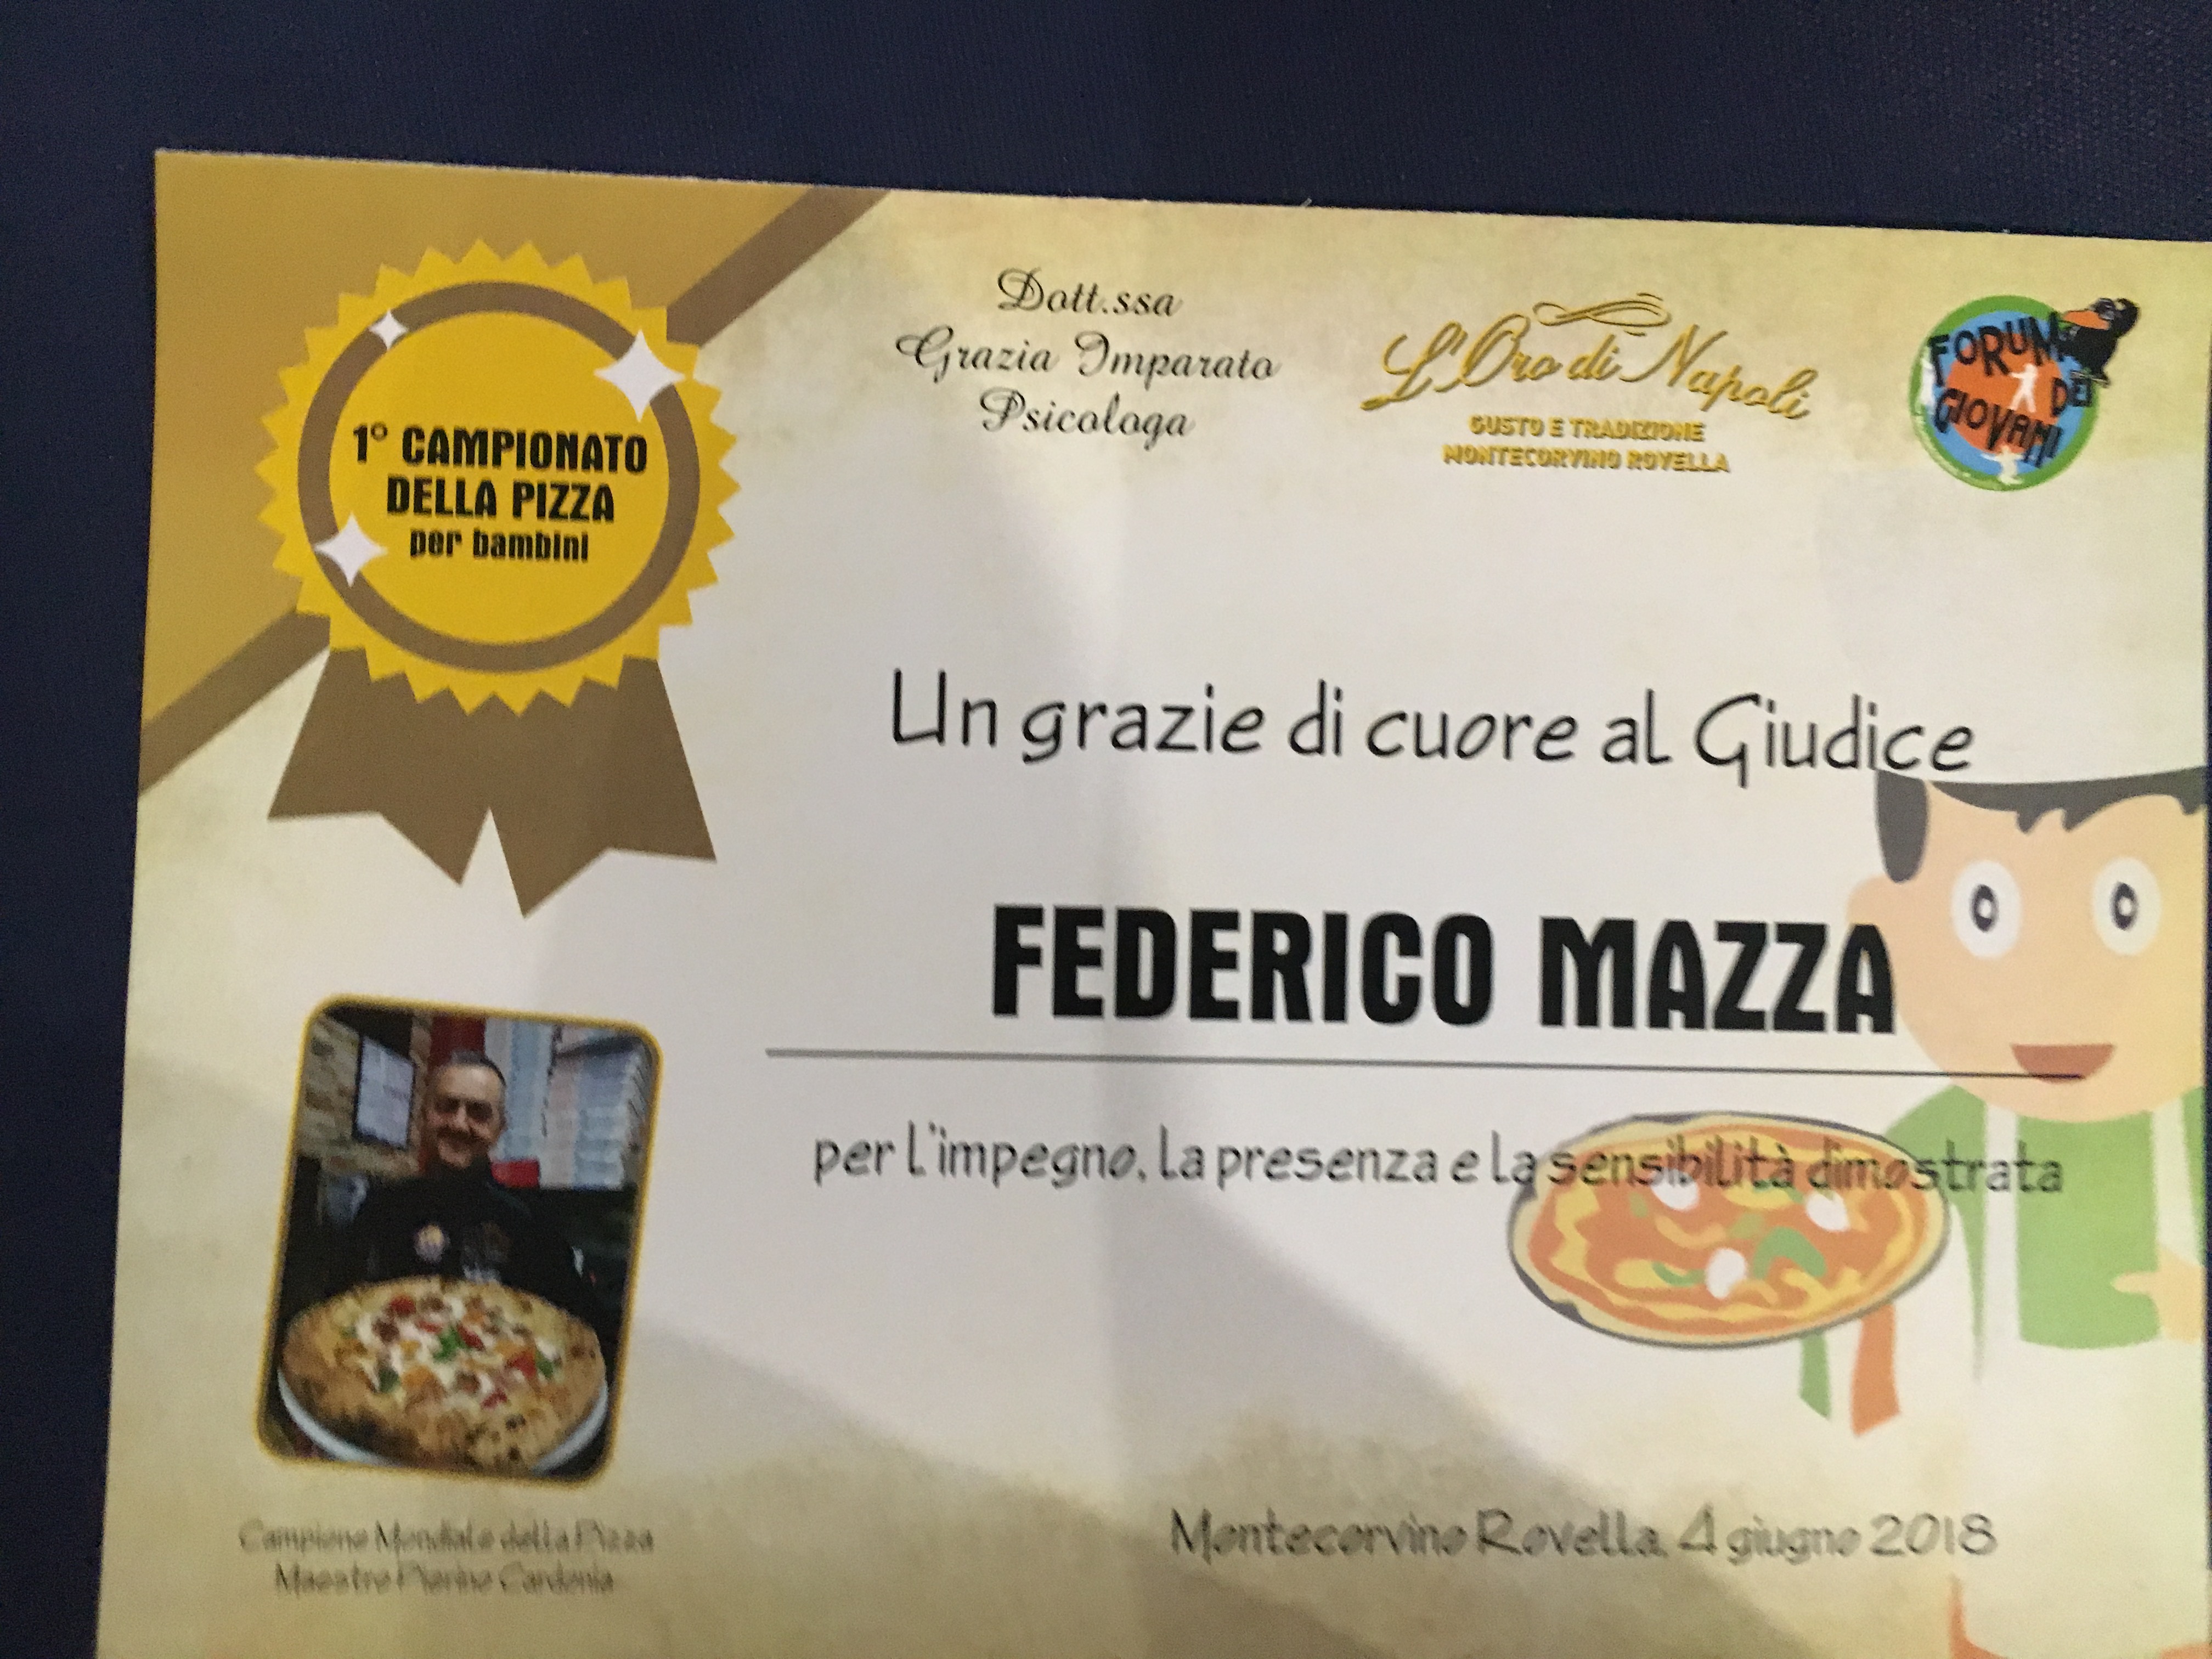 1° CAMPIONATO
DELLA PIZZA
per bambini
Dott.ssa
Grazia Imparato
Psicologa
L'Oro di Napoli
GUSTO E TRADIZIONE
MONTECORVINO ROVELLA
FORUM
DEI
GIOVANI
Un grazie di cuore al Giudice
FEDERICO MAZZA
per l'impegno, la presenza e la sensibilità dimostrata
Campione Mondiale della Pizza
Maestro Pierino Cardonia
Montecorvino Rovella, 4 giugno 2018